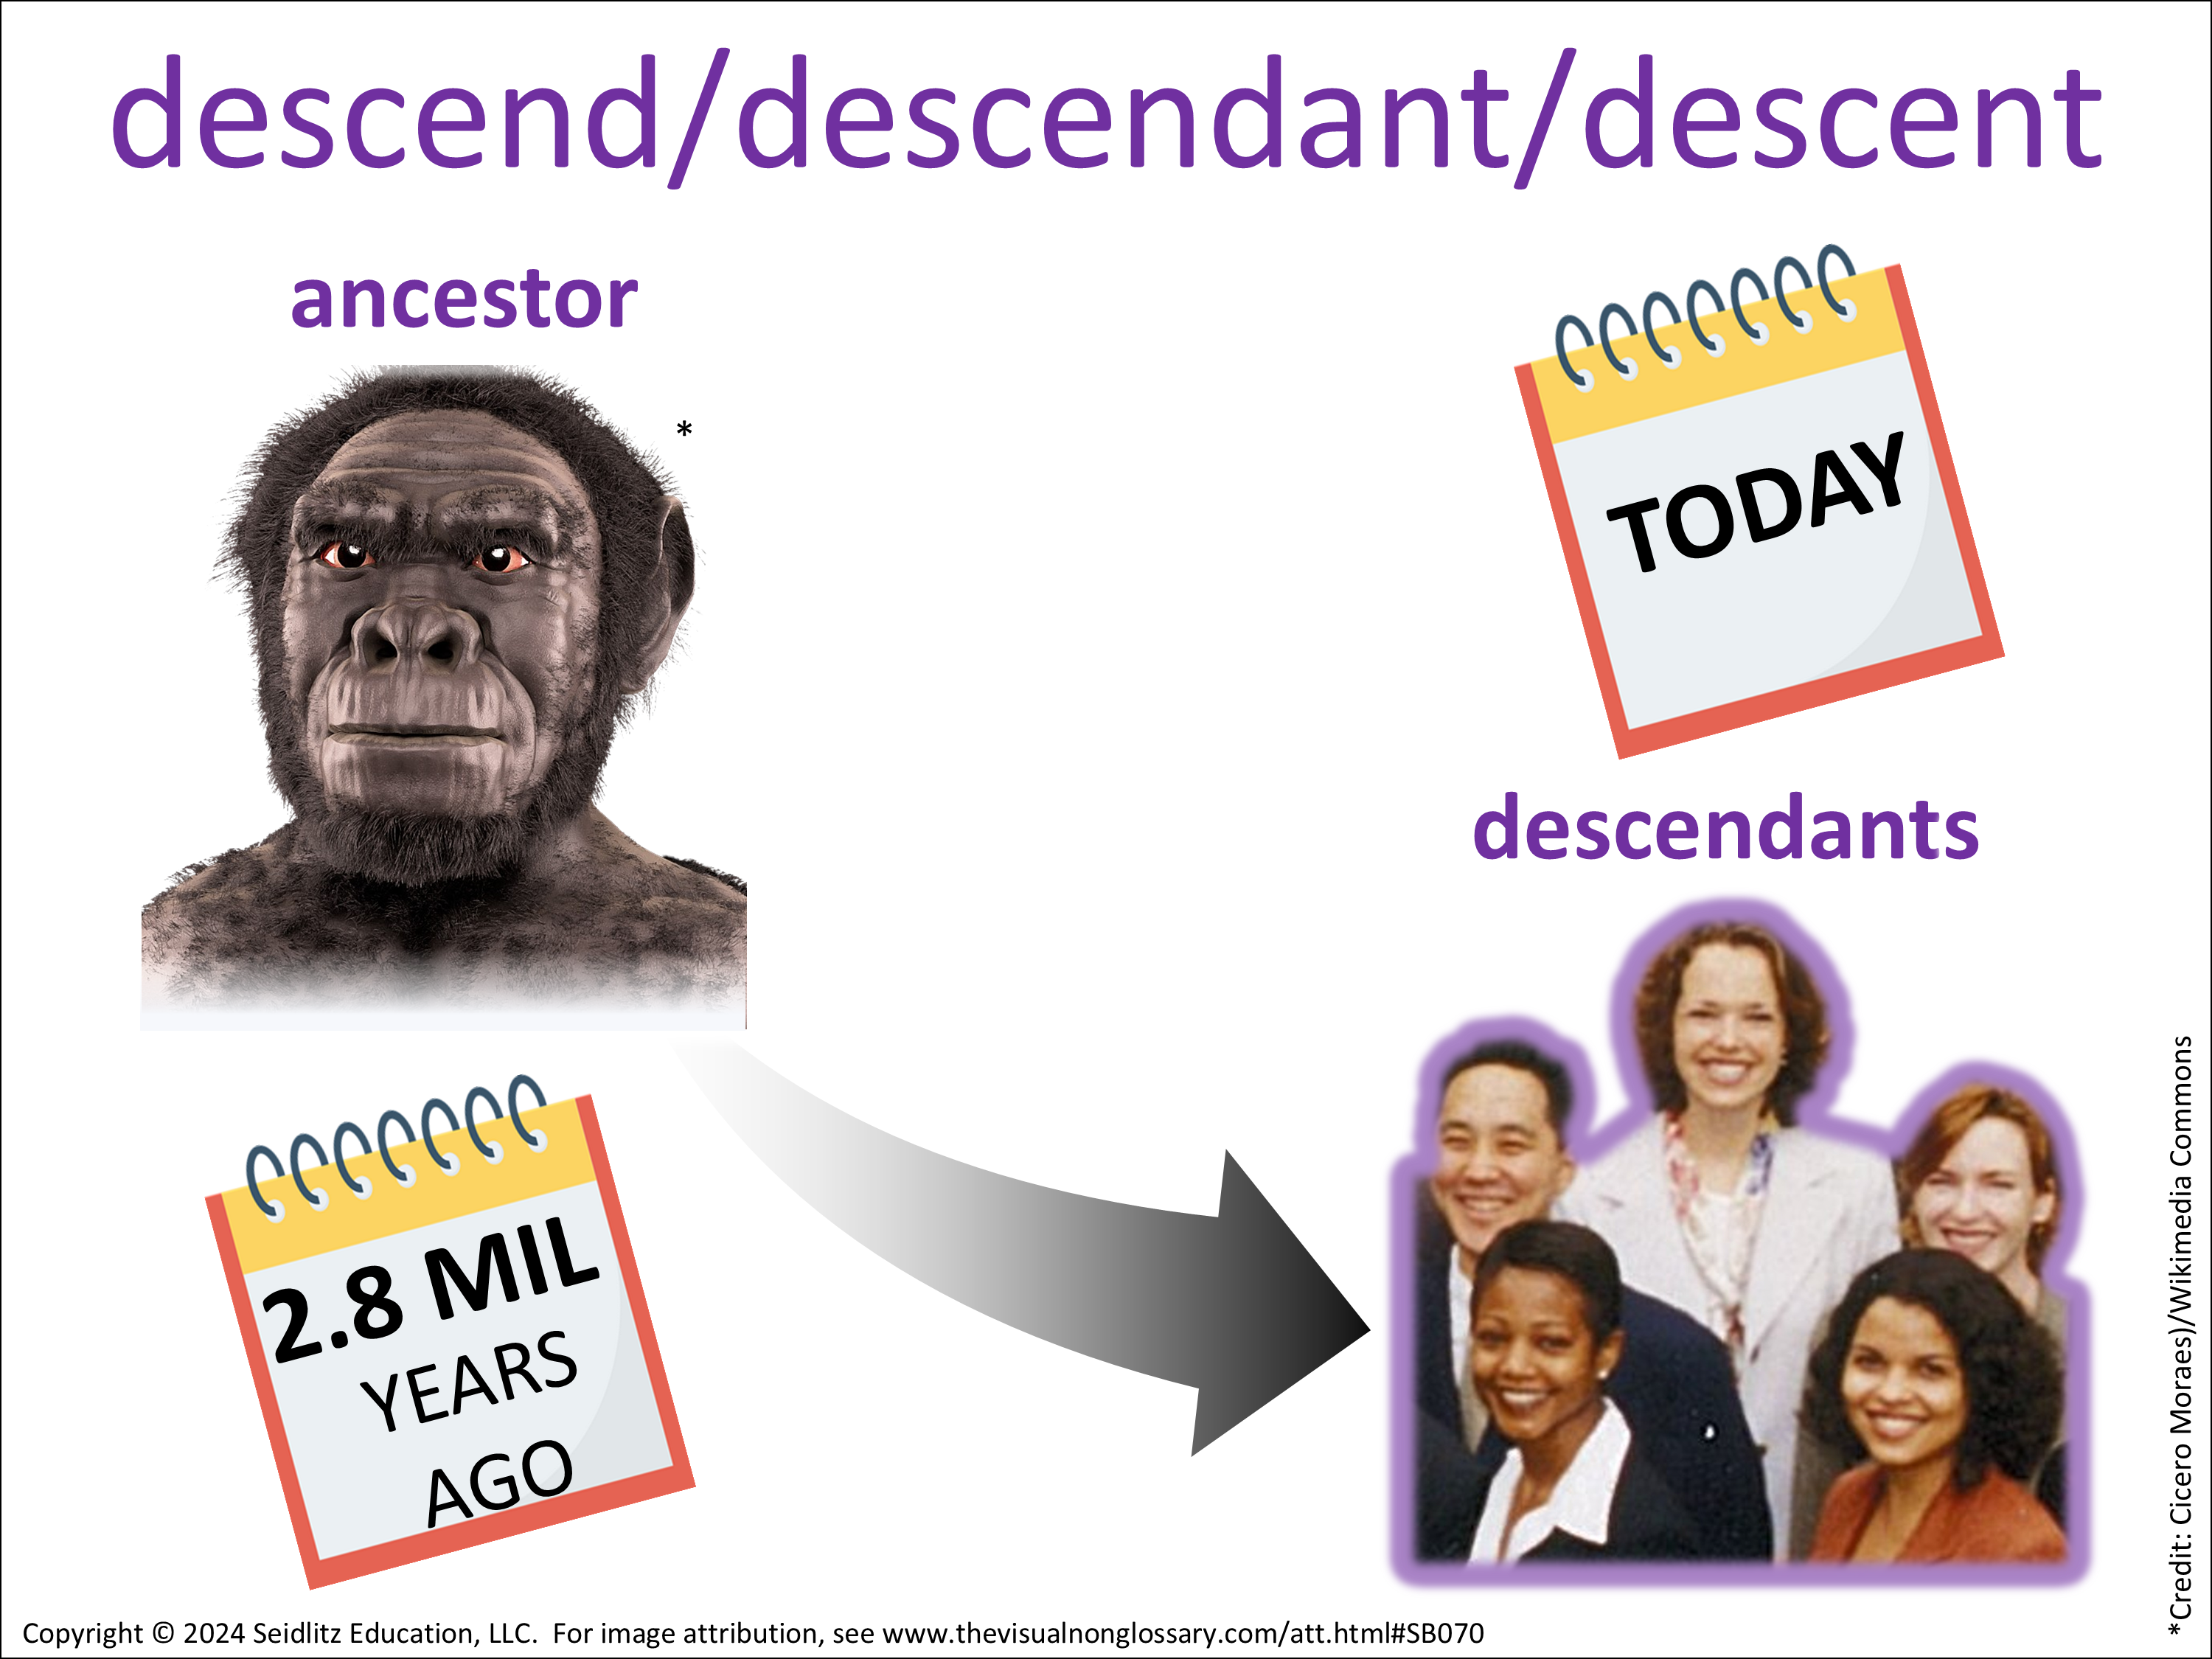 descend/descendant/descent
ancestor
*
2.8 MIL
YEARS
AGO
TODAY
descendants
*Credit: Cicero Moraes)/Wikimedia Commons
Copyright © 2024 Seidlitz Education, LLC.  For image attribution, see www.thevisualnonglossary.com/att.html#SB070